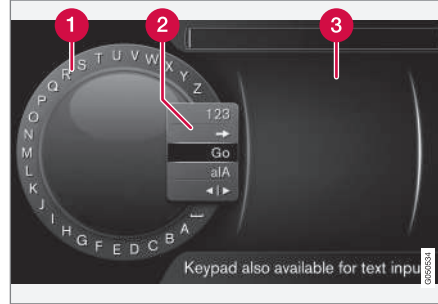 1 2 3
A B C D E F G H I J K L M N O P Q R S T U V W X Y Z
123
➞
Go
a|A
◄|►
Keypad also available for text inpu
G050534